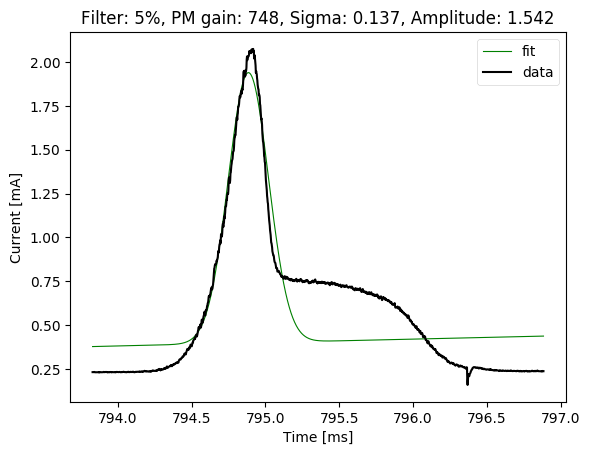 Filter: 5%, PM gain: 748, Sigma: 0.137, Amplitude: 1.542
fit
data
2.00
1.75
1.50
1.25
1.00
0.75
0.50
0.25
Current [mA]
794.0 794.5 795.0 795.5 796.0 796.5 797.0
Time [ms]